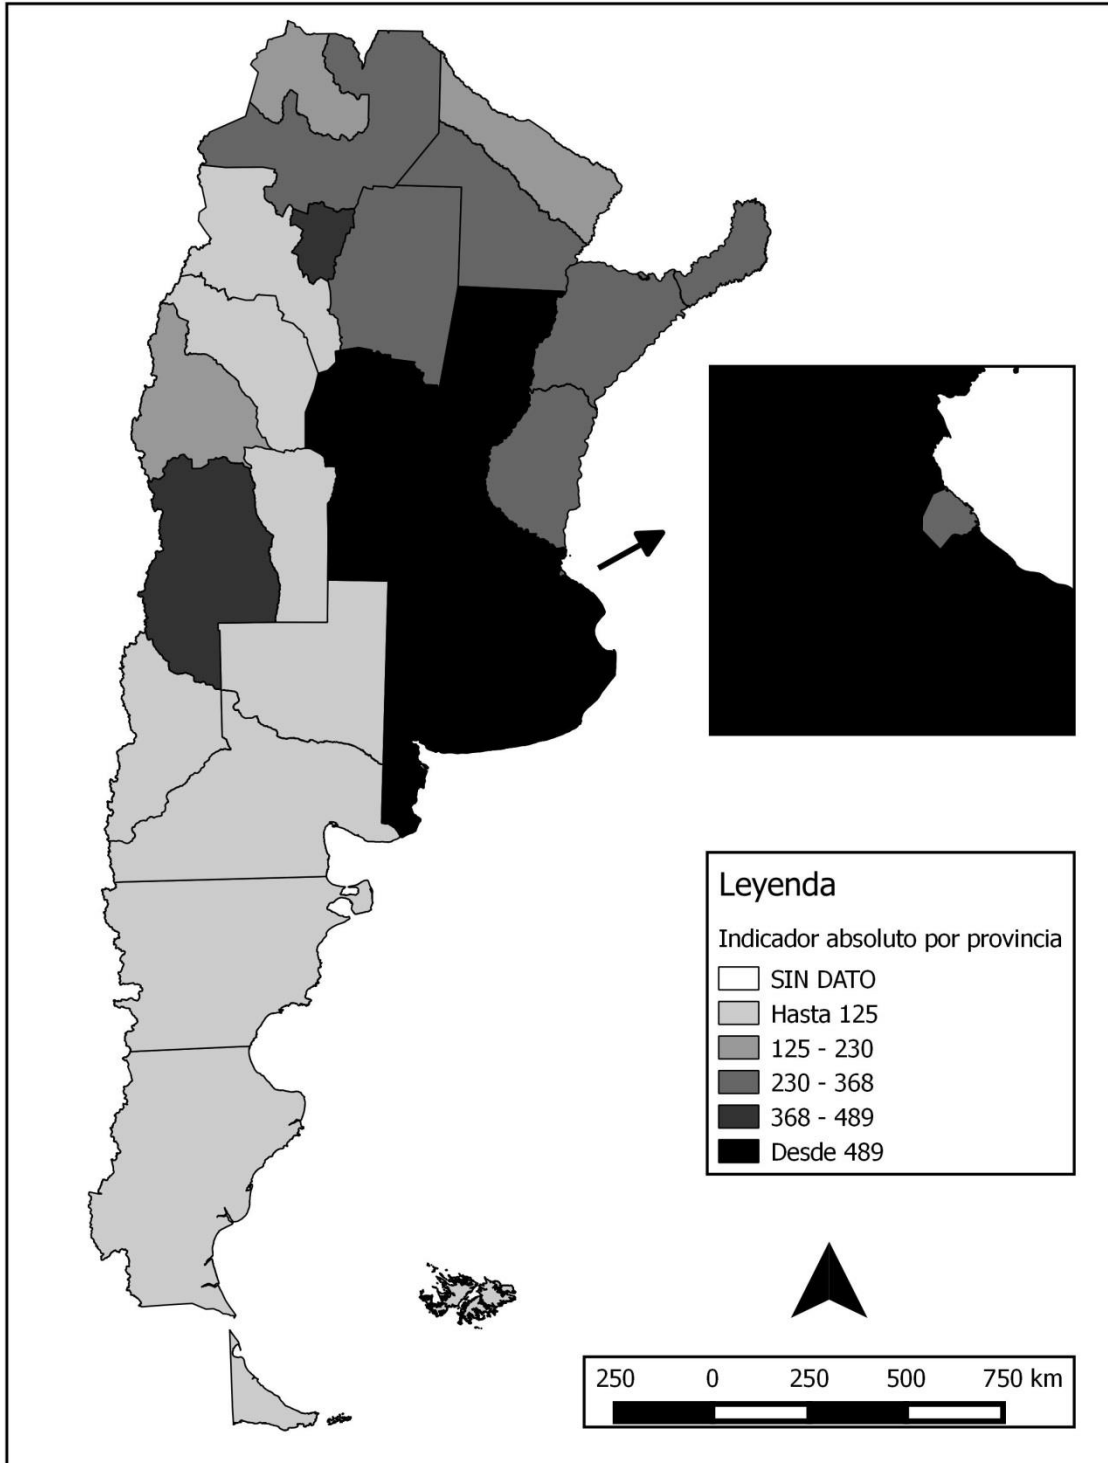 Leyenda
Indicador absoluto por provincia
SIN DATO
Hasta 125
125 - 230
230 - 368
368 - 489
Desde 489
250 0 250 500 750 km